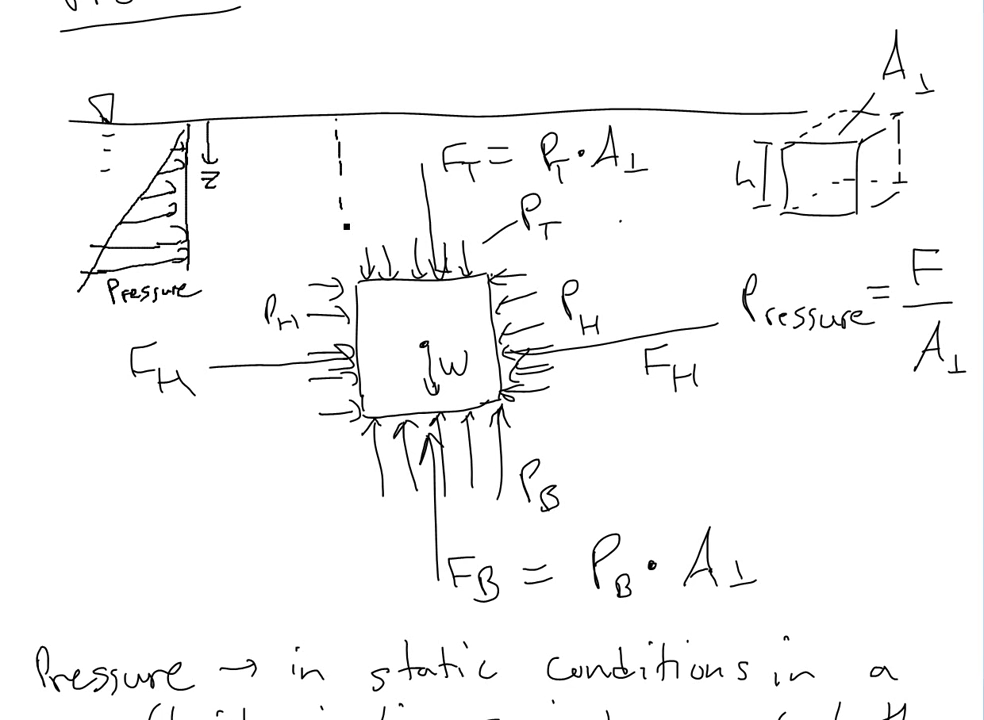 A⊥
z
F_T = P_T · A⊥
h
P_T
Pressure
P_H
P_H
Pressure = F / A⊥
F_H
W
F_H
P_B
F_B = P_B · A⊥
Pressure → in static conditions in a